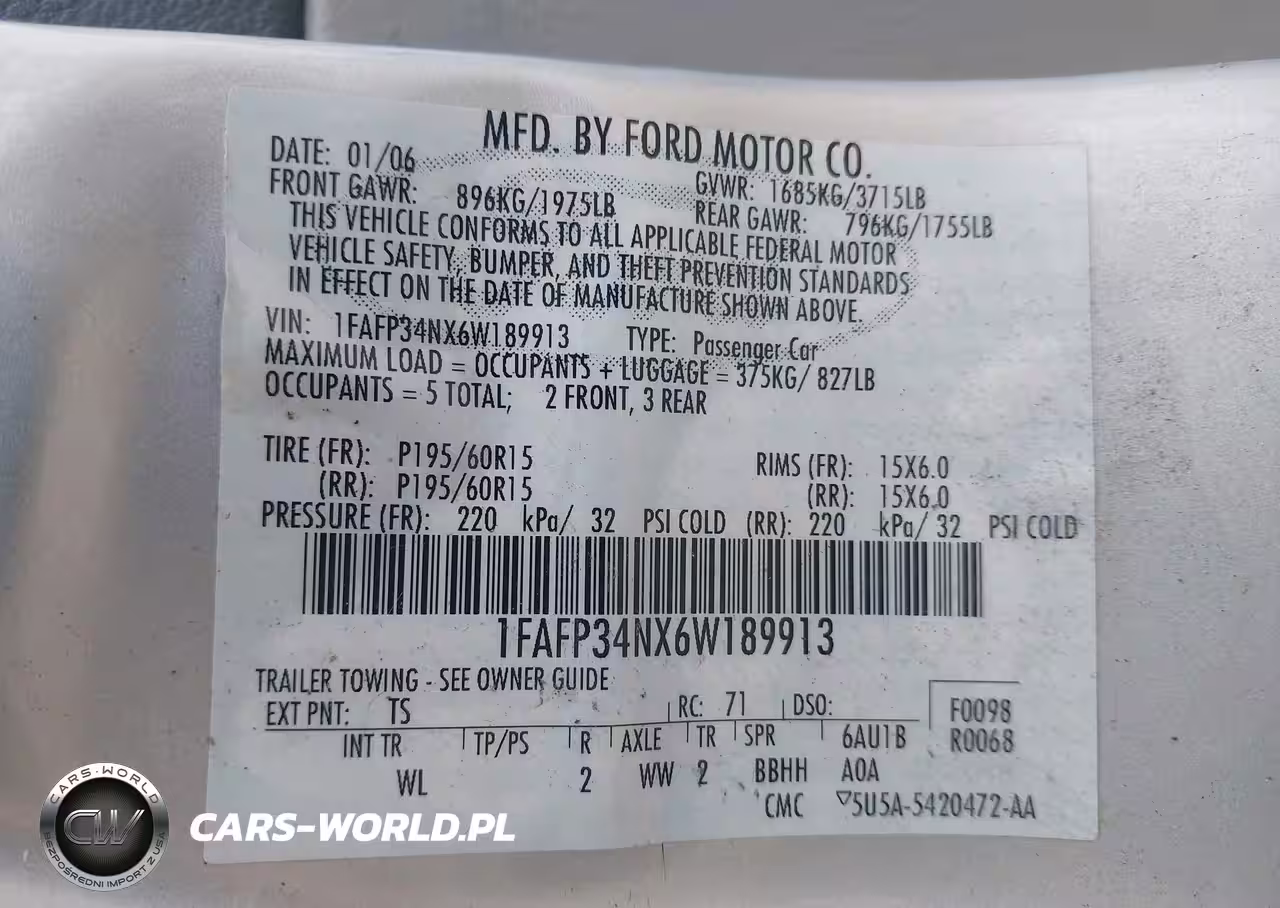 MFD. BY FORD MOTOR CO.
DATE: 01/06
GVWR: 1685KG/3715LB
FRONT GAWR: 896KG/1975LB
REAR GAWR: 796KG/1755LB
THIS VEHICLE CONFORMS TO ALL APPLICABLE FEDERAL MOTOR
VEHICLE SAFETY, BUMPER, AND THEFT PREVENTION STANDARDS
IN EFFECT ON THE DATE OF MANUFACTURE SHOWN ABOVE.
VIN: 1FAFP34NX6W189913 TYPE: Passenger Car
MAXIMUM LOAD = OCCUPANTS + LUGGAGE = 375KG/ 827LB
OCCUPANTS = 5 TOTAL; 2 FRONT, 3 REAR
TIRE (FR): P195/60R15 RIMS (FR): 15X6.0
(RR): P195/60R15 (RR): 15X6.0
PRESSURE (FR): 220 kPa/ 32 PSI COLD (RR): 220 kPa/ 32 PSI COLD
1FAFP34NX6W189913
TRAILER TOWING - SEE OWNER GUIDE
EXT PNT: TS RC: 71 DSO: F0098
INT TR TP/PS R AXLE TR SPR 6AU1B R0068
WL 2 WW 2 BBHH A0A
CMC ▽5U5A-5420472-AA
CARS-WORLD
CW
BEZPOŚREDNI IMPORT Z USA
CARS-WORLD.PL